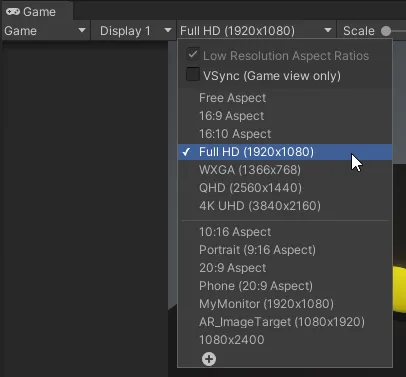 Game
Game Display 1 Full HD (1920x1080) Scale
Low Resolution Aspect Ratios
VSync (Game view only)
Free Aspect
16:9 Aspect
16:10 Aspect
Full HD (1920x1080)
WXGA (1366x768)
QHD (2560x1440)
4K UHD (3840x2160)
10:16 Aspect
Portrait (9:16 Aspect)
20:9 Aspect
Phone (20:9 Aspect)
MyMonitor (1920x1080)
AR_ImageTarget (1080x1920)
1080x2400